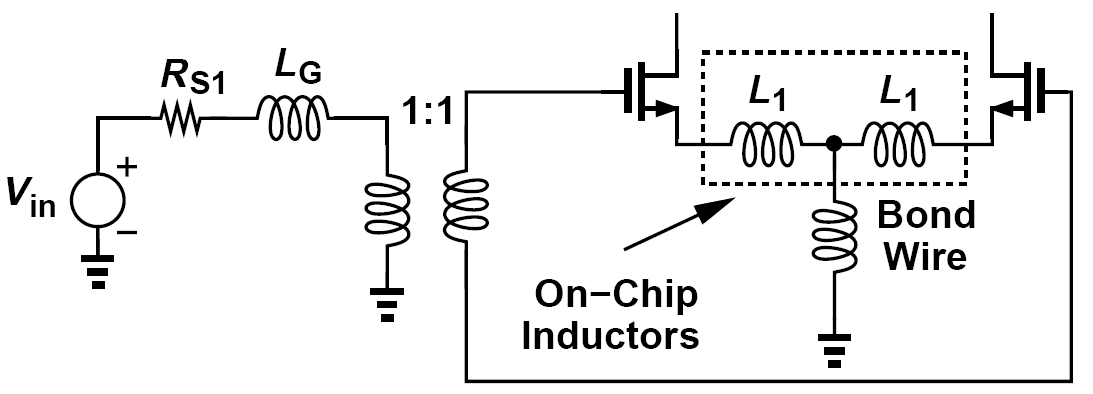 RS1
LG
1:1
L1
L1
+
Vin
−
Bond
Wire
On−Chip
Inductors